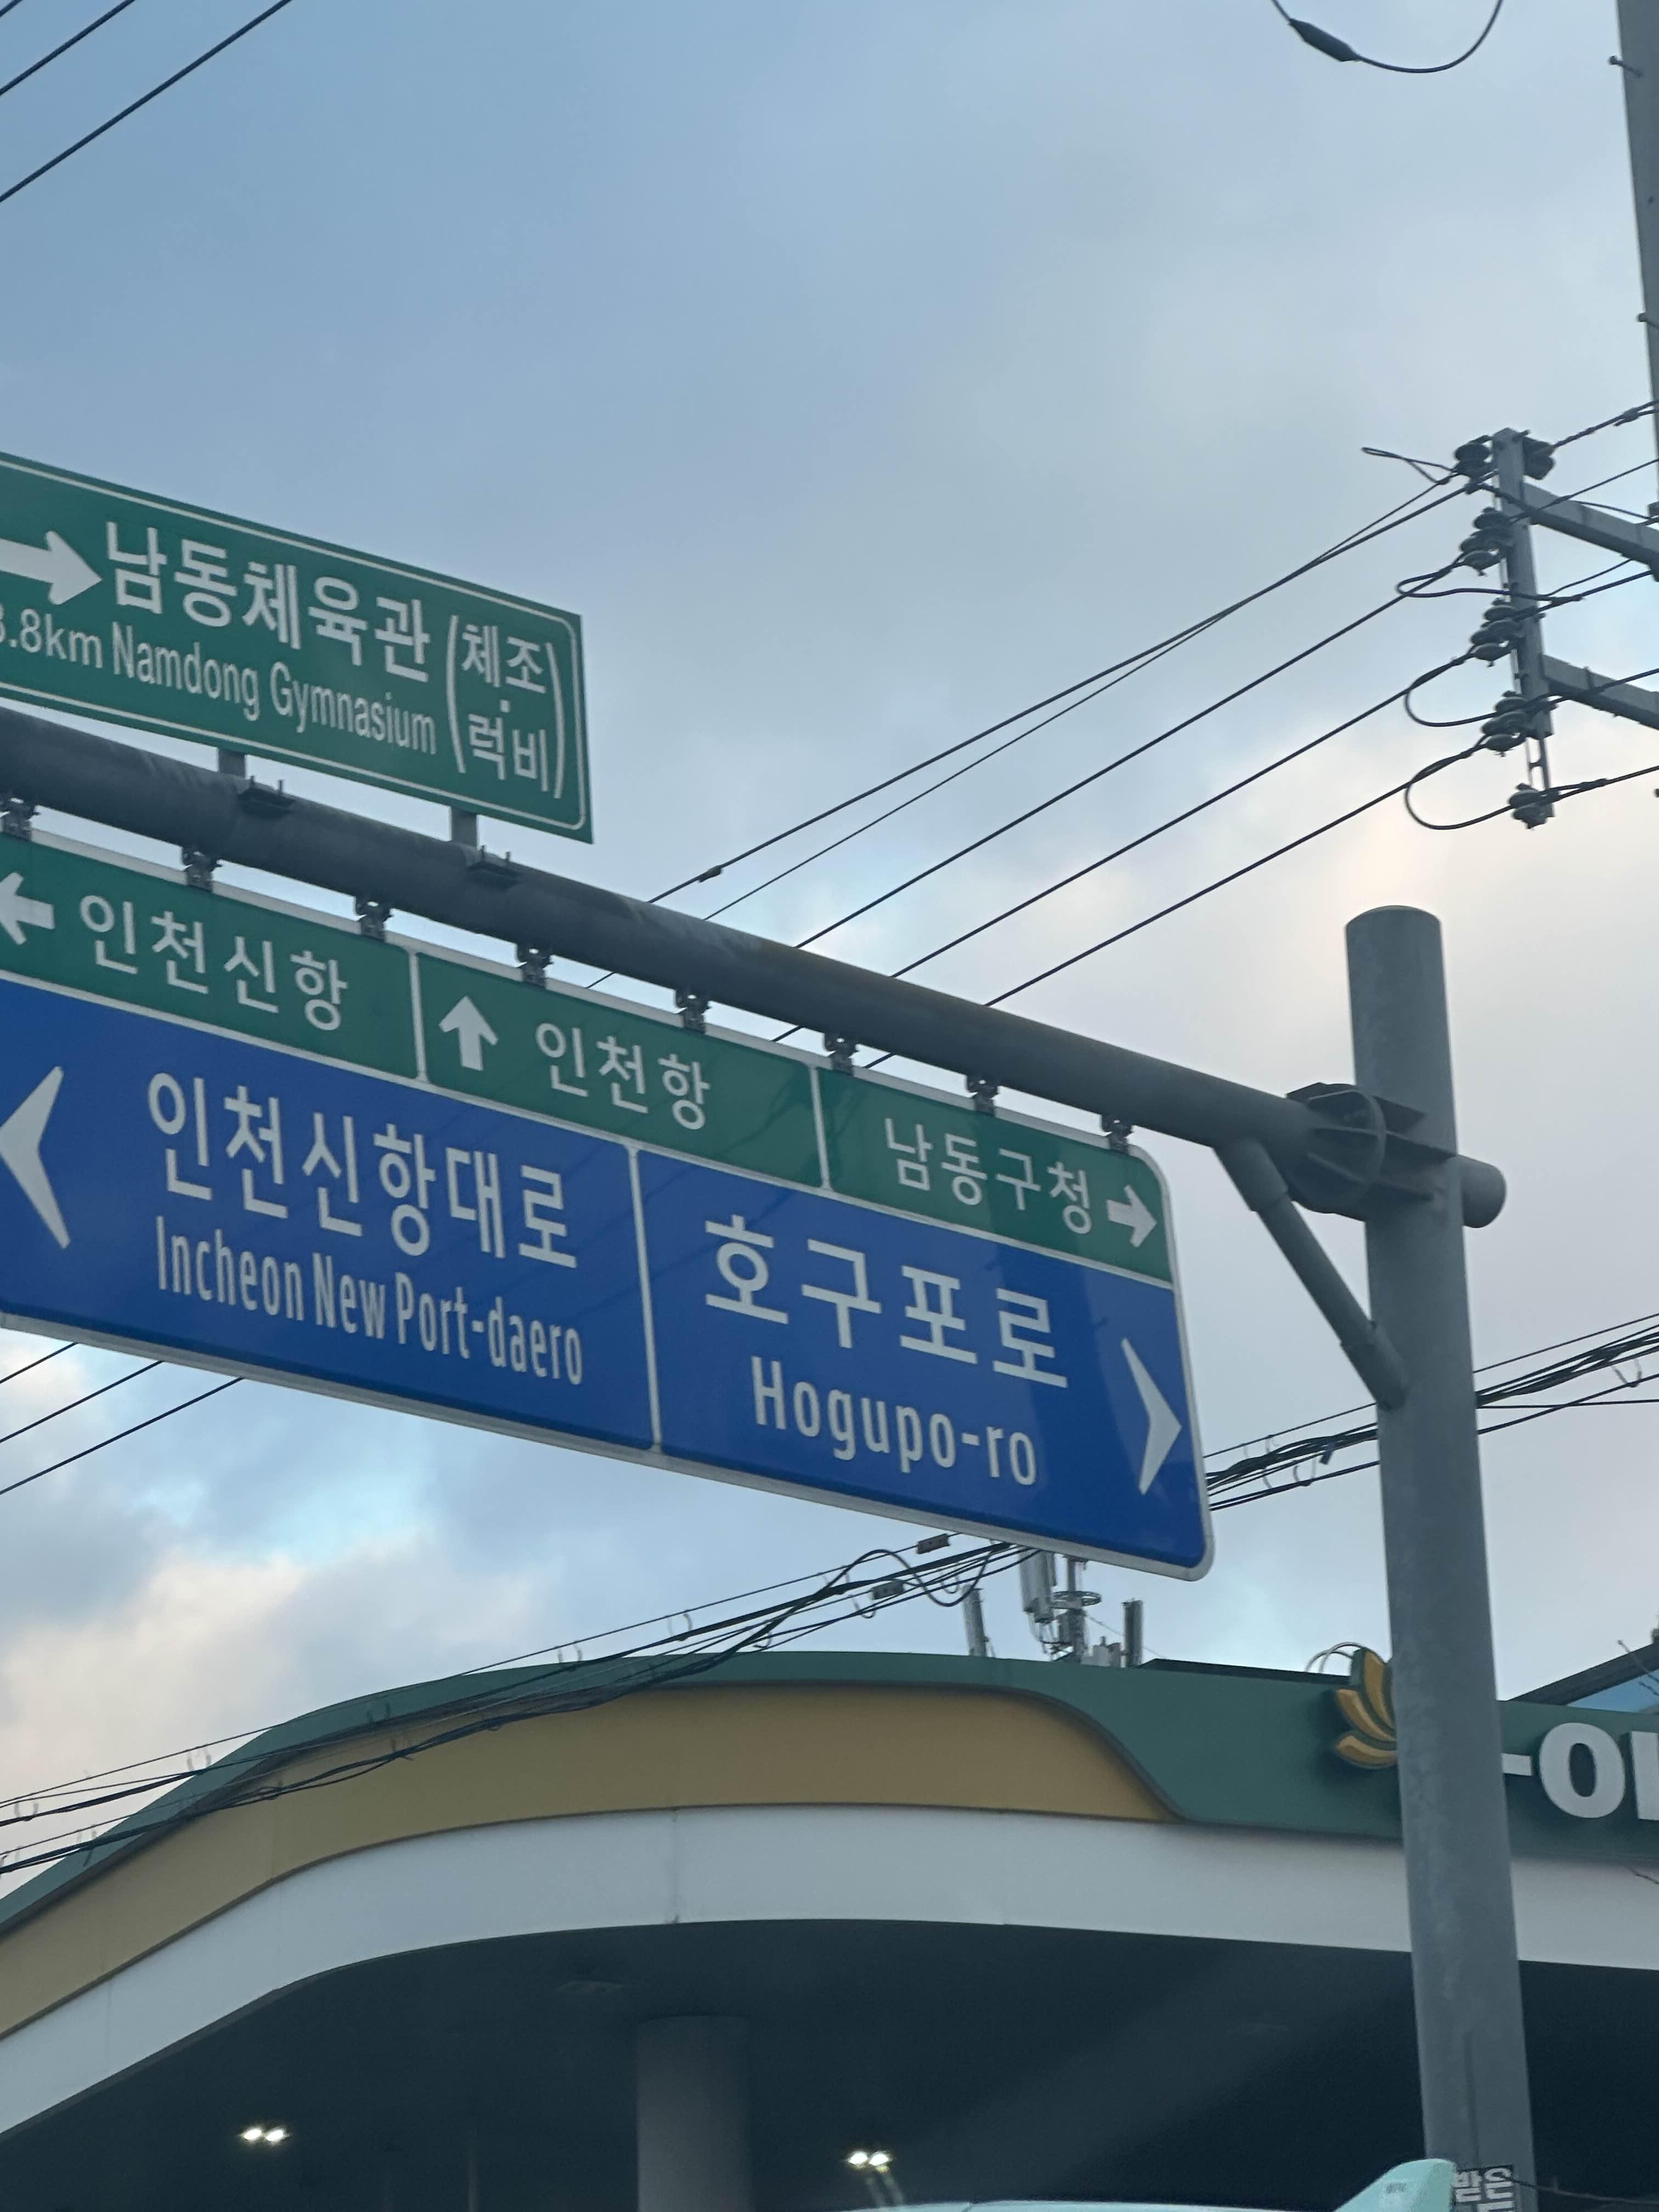 남동체육관 (체조·럭비)
.8km Namdong Gymnasium
인천신항
인천항
남동구청
인천신항대로
Incheon New Port-daero
호구포로
Hogupo-ro